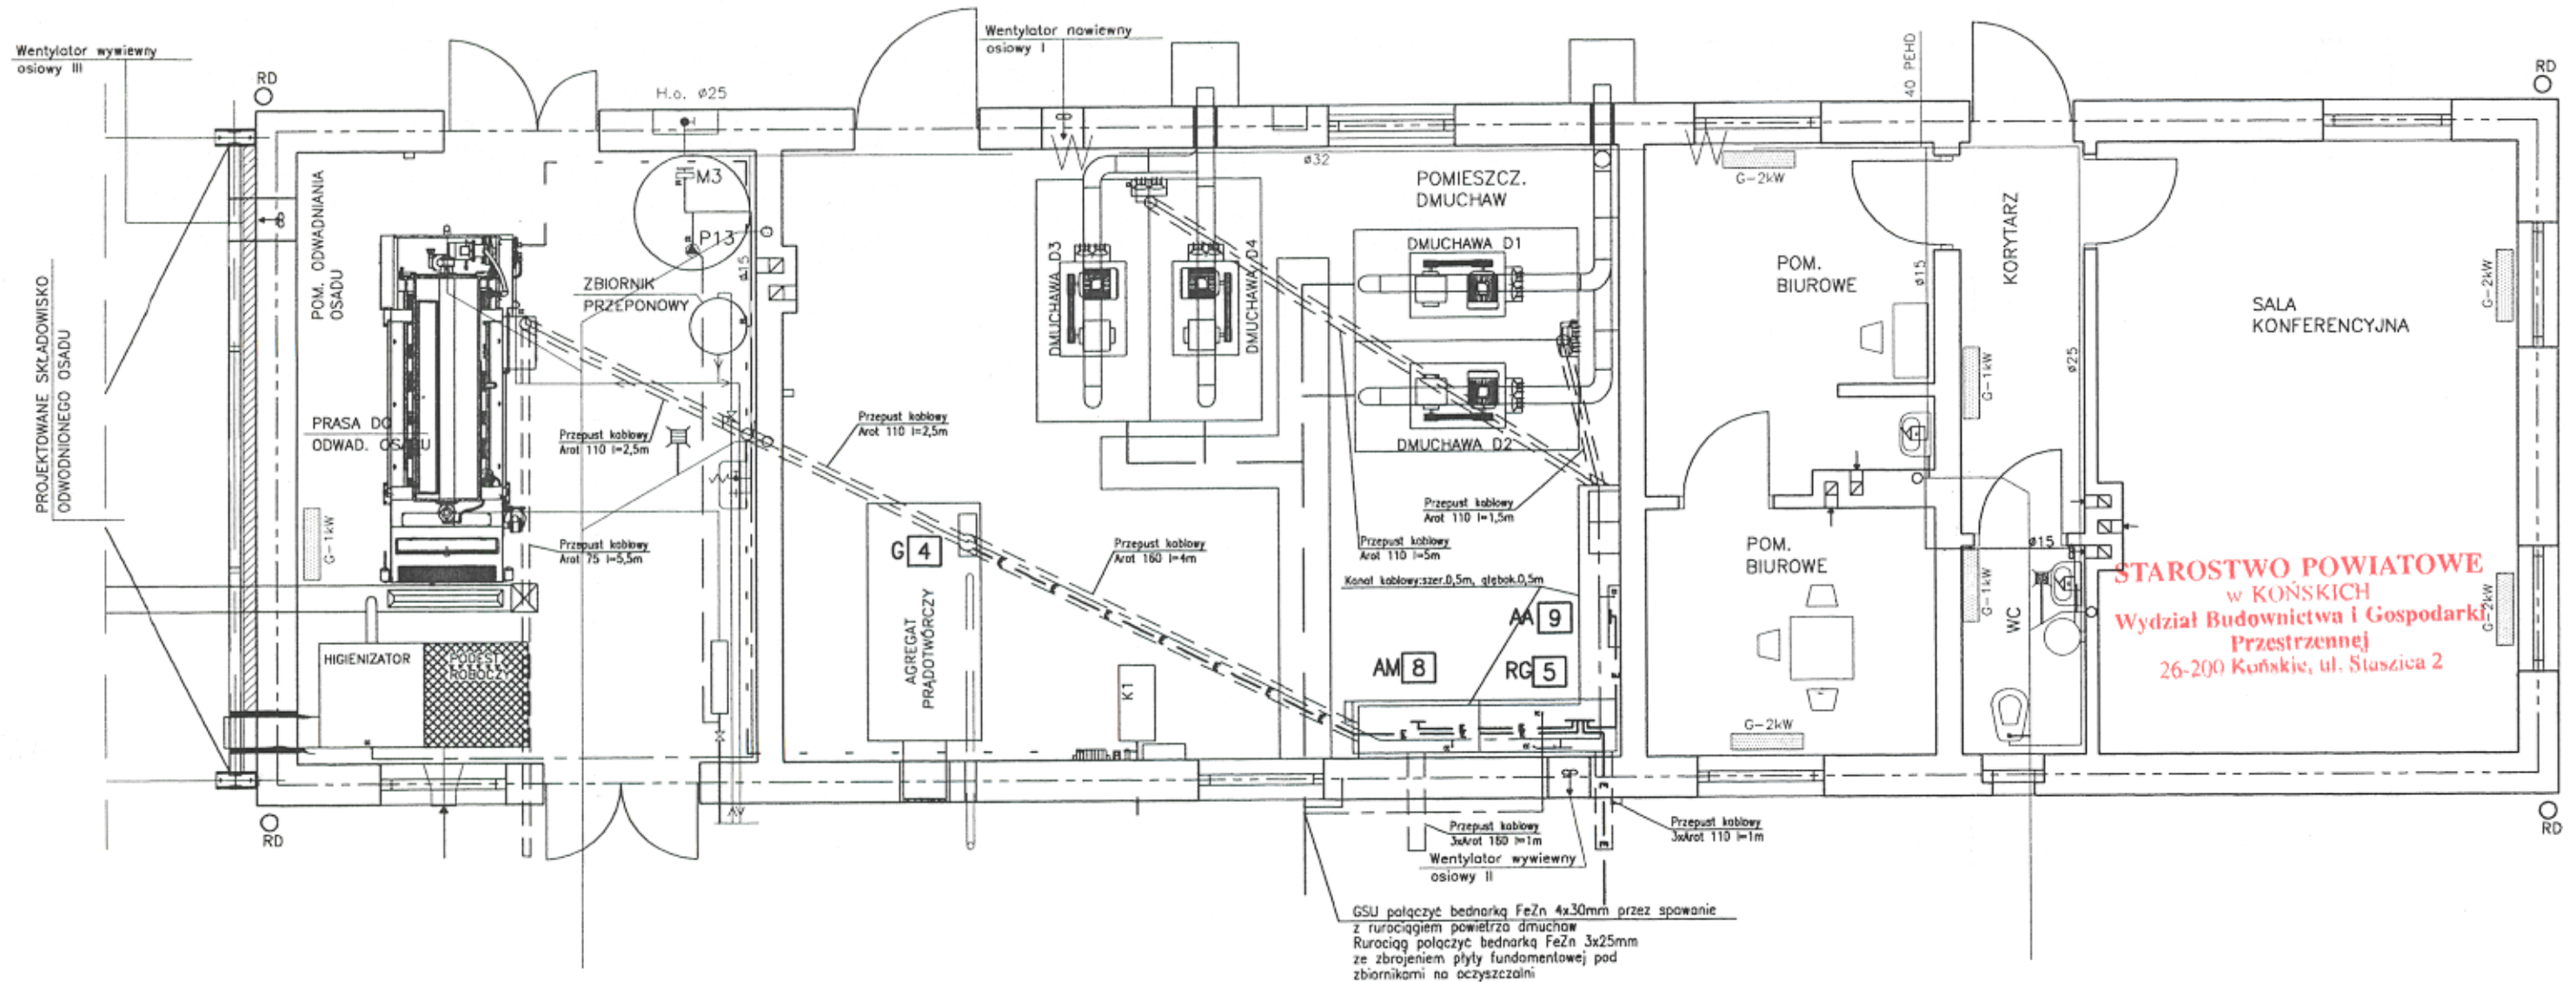 Wentylator wywiewny
osiowy III
RD
H.o. ø25
Wentylator nawiewny
osiowy I
40 PEHD
RD
PROJEKTOWANE SKŁADOWISKO
ODWODNIONEGO OSADU
POM. ODWADNIANIA
OSADU
M3
P13
ø15
ZBIORNIK
PRZEPONOWY
PRASA DO
ODWAD. OSADU
G-1kW
HIGIENIZATOR
PODEST
ROBOCZY
Przepust kablowy
Arot 110 l=2,5m
Przepust kablowy
Arot 75 l=5,5m
Przepust kablowy
Arot 110 l=2,5m
G 4
AGREGAT
PRĄDOTWÓRCZY
Przepust kablowy
Arot 160 l=4m
K1
DMUCHAWA D3
DMUCHAWA D4
ø32
POMIESZCZ.
DMUCHAW
DMUCHAWA D1
DMUCHAWA D2
Przepust kablowy
Arot 110 l=1,5m
Przepust kablowy
Arot 110 l=5m
Kanał kablowy:szer.0,5m, głębok.0,5m
AA 9
AM 8
RG 5
G-2kW
POM.
BIUROWE
ø15
POM.
BIUROWE
G-2kW
KORYTARZ
G-1kW
ø25
ø15
G-1kW
WC
SALA
KONFERENCYJNA
G-2kW
G-2kW
STAROSTWO POWIATOWE
w KOŃSKICH
Wydział Budownictwa i Gospodarki
Przestrzennej
26-200 Końskie, ul. Staszica 2
RD
Przepust kablowy
3xArot 160 l=1m
Wentylator wywiewny
osiowy II
Przepust kablowy
3xArot 110 l=1m
RD
GSU połączyć bednarką FeZn 4x30mm przez spawanie
z rurociągiem powietrza dmuchaw
Rurociąg połączyć bednarką FeZn 3x25mm
ze zbrojeniem płyty fundamentowej pod
zbiornikami na oczyszczalni